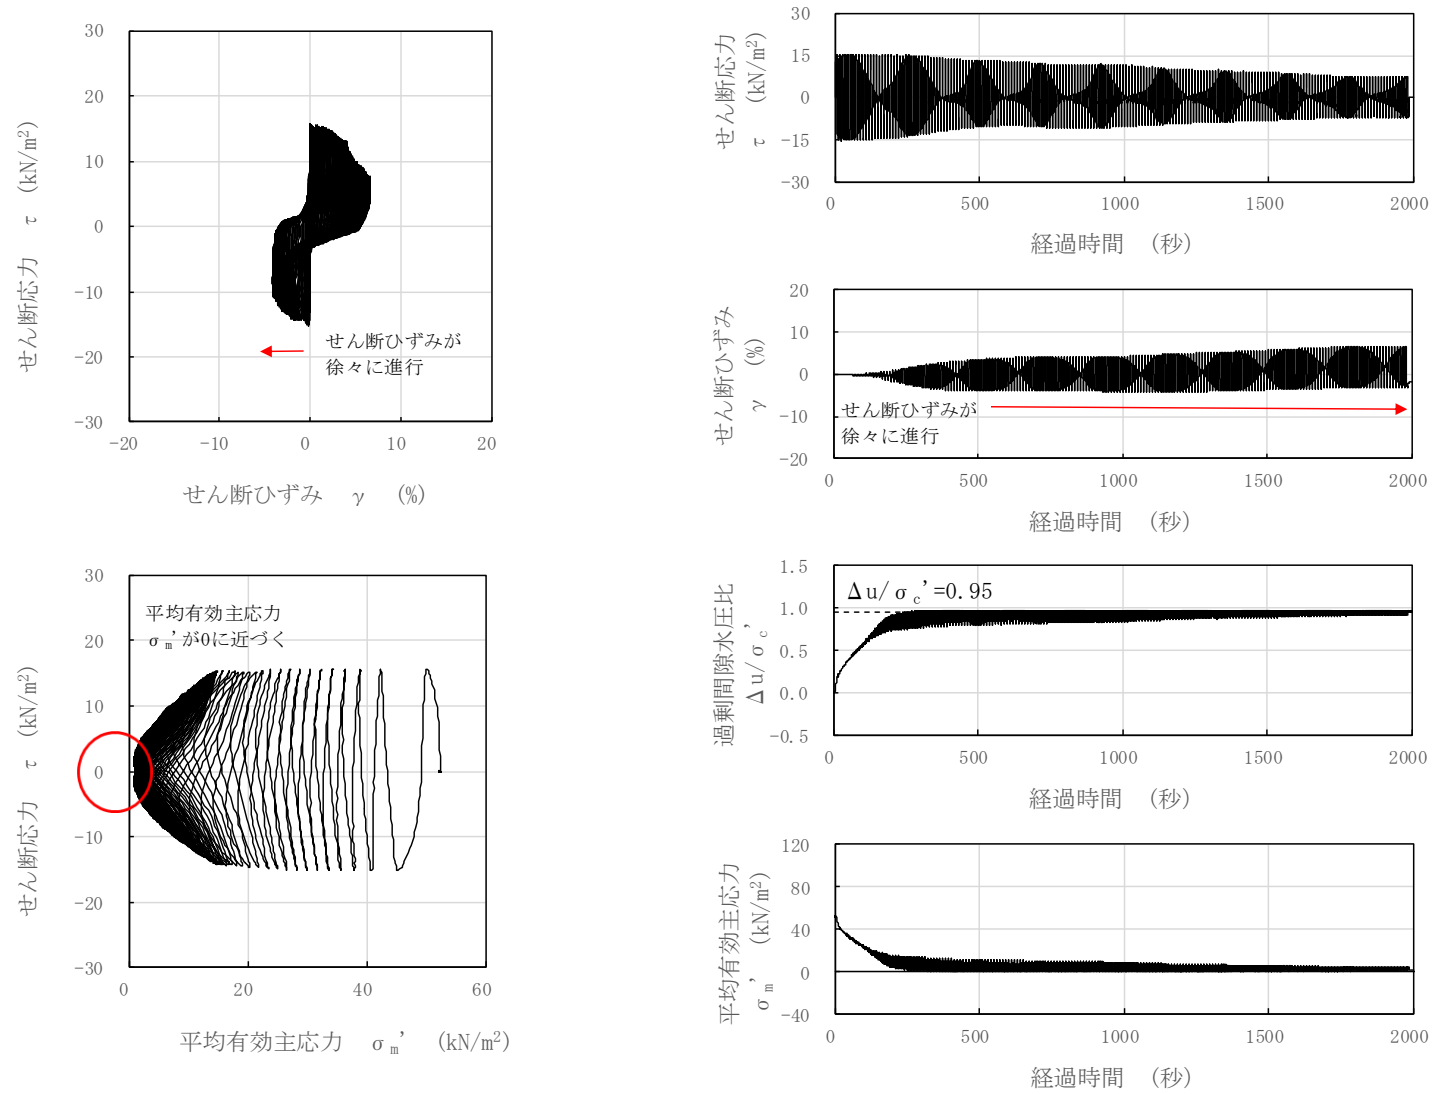 30
20
10
0
-10
-20
-30
せん断応力 τ (kN/m²)
せん断ひずみが
徐々に進行
-20
-10
0
10
20
せん断ひずみ γ (%)
30
20
10
0
-10
-20
-30
せん断応力 τ (kN/m²)
平均有効主応力
σm'が0に近づく
0
20
40
60
平均有効主応力 σm' (kN/m²)
30
15
0
-15
-30
せん断応力
τ (kN/m²)
0
500
1000
1500
2000
経過時間 (秒)
20
10
0
-10
-20
せん断ひずみ
γ (%)
せん断ひずみが
徐々に進行
0
500
1000
1500
2000
経過時間 (秒)
1.5
1.0
0.5
0.0
-0.5
過剰間隙水圧比
Δu/σc'
Δu/σc'=0.95
0
500
1000
1500
2000
経過時間 (秒)
120
80
40
0
-40
平均有効主応力
σm' (kN/m²)
0
500
1000
1500
2000
経過時間 (秒)